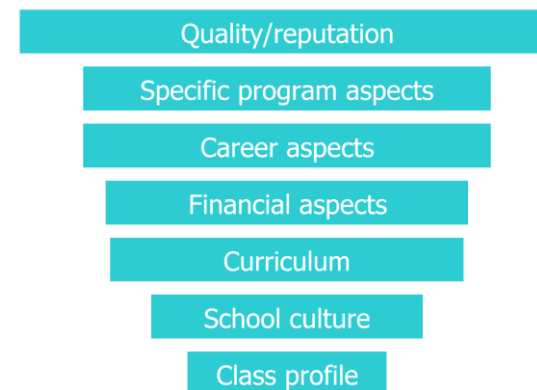 Quality/reputation
Specific program aspects
Career aspects
Financial aspects
Curriculum
School culture
Class profile